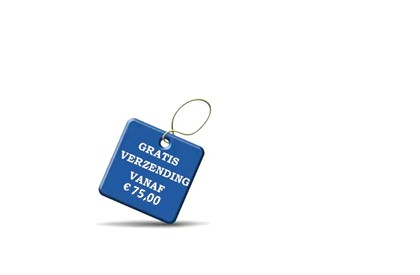 GRATIS
VERZENDING
VANAF
€ 75,00